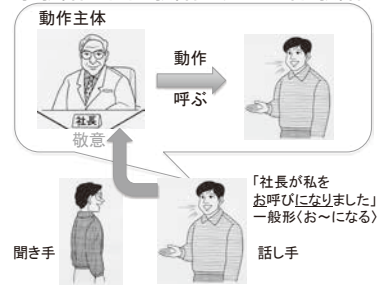 動作主体
動作
呼ぶ
社長
敬意
「社長が私を
お呼びになりました」
一般形〈お～になる〉
聞き手
話し手